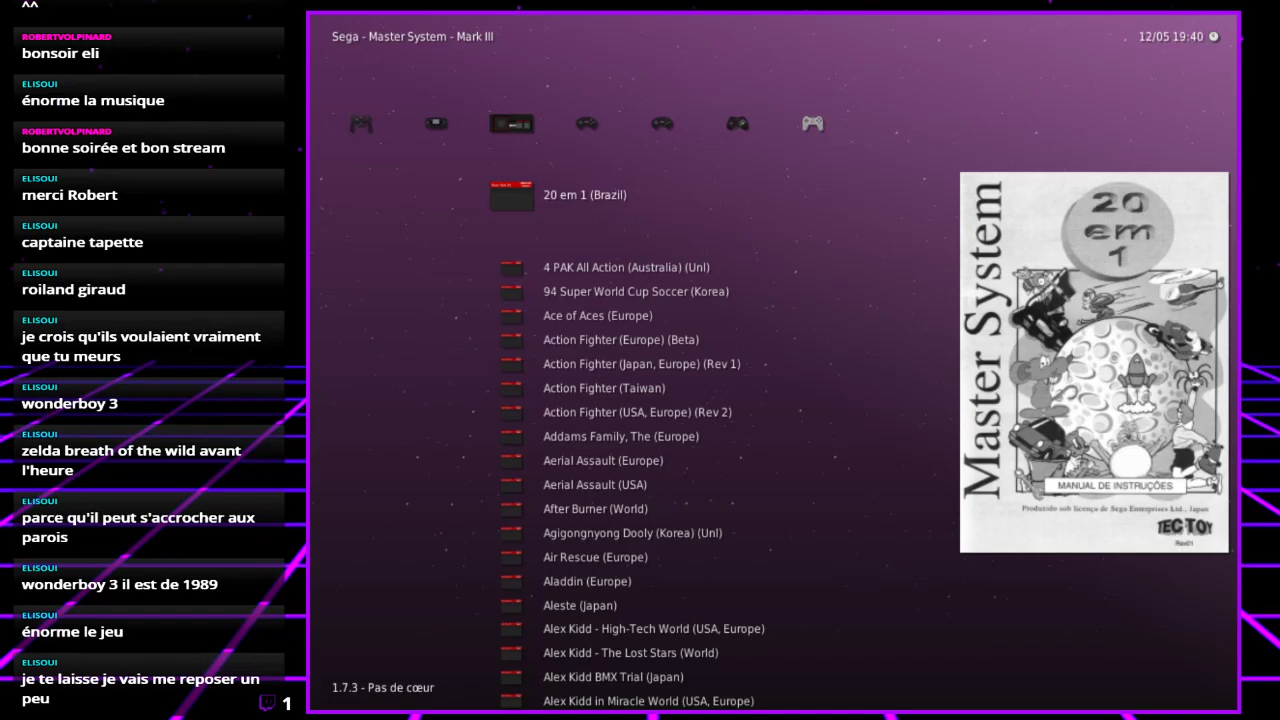 ^^
ROBERTVOLPINARD
bonsoir eli
ELISOUI
énorme la musique
ROBERTVOLPINARD
bonne soirée et bon stream
ELISOUI
merci Robert
ELISOUI
captaine tapette
ELISOUI
roiland giraud
ELISOUI
je crois qu'ils voulaient vraiment
que tu meurs
ELISOUI
wonderboy 3
ELISOUI
zelda breath of the wild avant
l'heure
ELISOUI
parce qu'il peut s'accrocher aux
parois
ELISOUI
wonderboy 3 il est de 1989
ELISOUI
énorme le jeu
ELISOUI
je te laisse je vais me reposer un
peu
1
Sega - Master System - Mark III
12/05 19:40
20 em 1 (Brazil)
4 PAK All Action (Australia) (Unl)
94 Super World Cup Soccer (Korea)
Ace of Aces (Europe)
Action Fighter (Europe) (Beta)
Action Fighter (Japan, Europe) (Rev 1)
Action Fighter (Taiwan)
Action Fighter (USA, Europe) (Rev 2)
Addams Family, The (Europe)
Aerial Assault (Europe)
Aerial Assault (USA)
After Burner (World)
Agigongnyong Dooly (Korea) (Unl)
Air Rescue (Europe)
Aladdin (Europe)
Aleste (Japan)
Alex Kidd - High-Tech World (USA, Europe)
Alex Kidd - The Lost Stars (World)
Alex Kidd BMX Trial (Japan)
Alex Kidd in Miracle World (USA, Europe)
1.7.3 - Pas de cœur
Master System
20
em
1
MANUAL DE INSTRUÇÕES
Produzido sob licença de Sega Enterprises Ltd., Japan
TEC TOY
Rev01